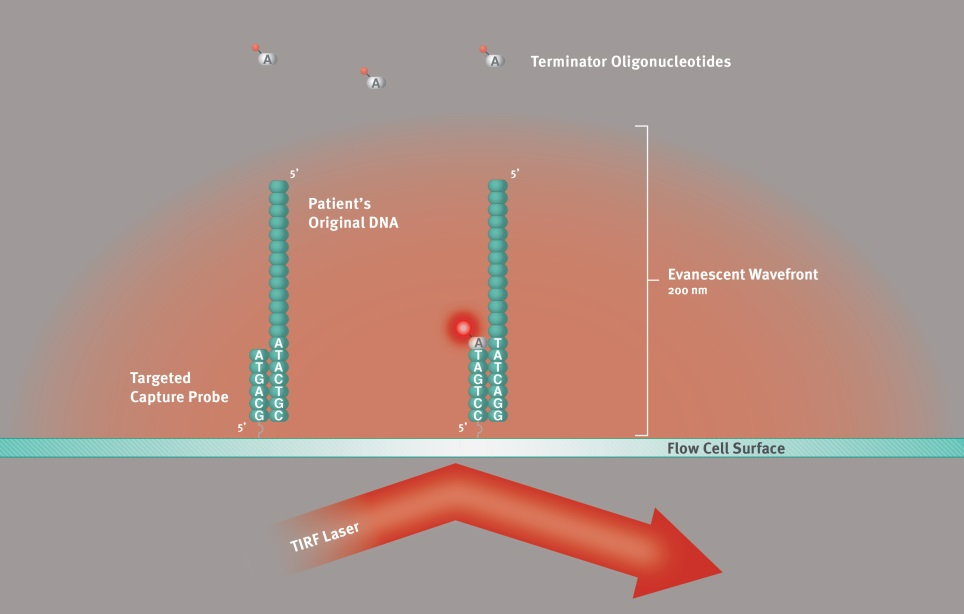 A
A
A
Terminator Oligonucleotides
5'
5'
Patient's
Original DNA
Evanescent Wavefront
200 nm
A
A T
A T
T A
T A
A T
G C
G C
A T
T A
C G
C G
G C
C G
Targeted
Capture Probe
5'
5'
Flow Cell Surface
TIRF Laser